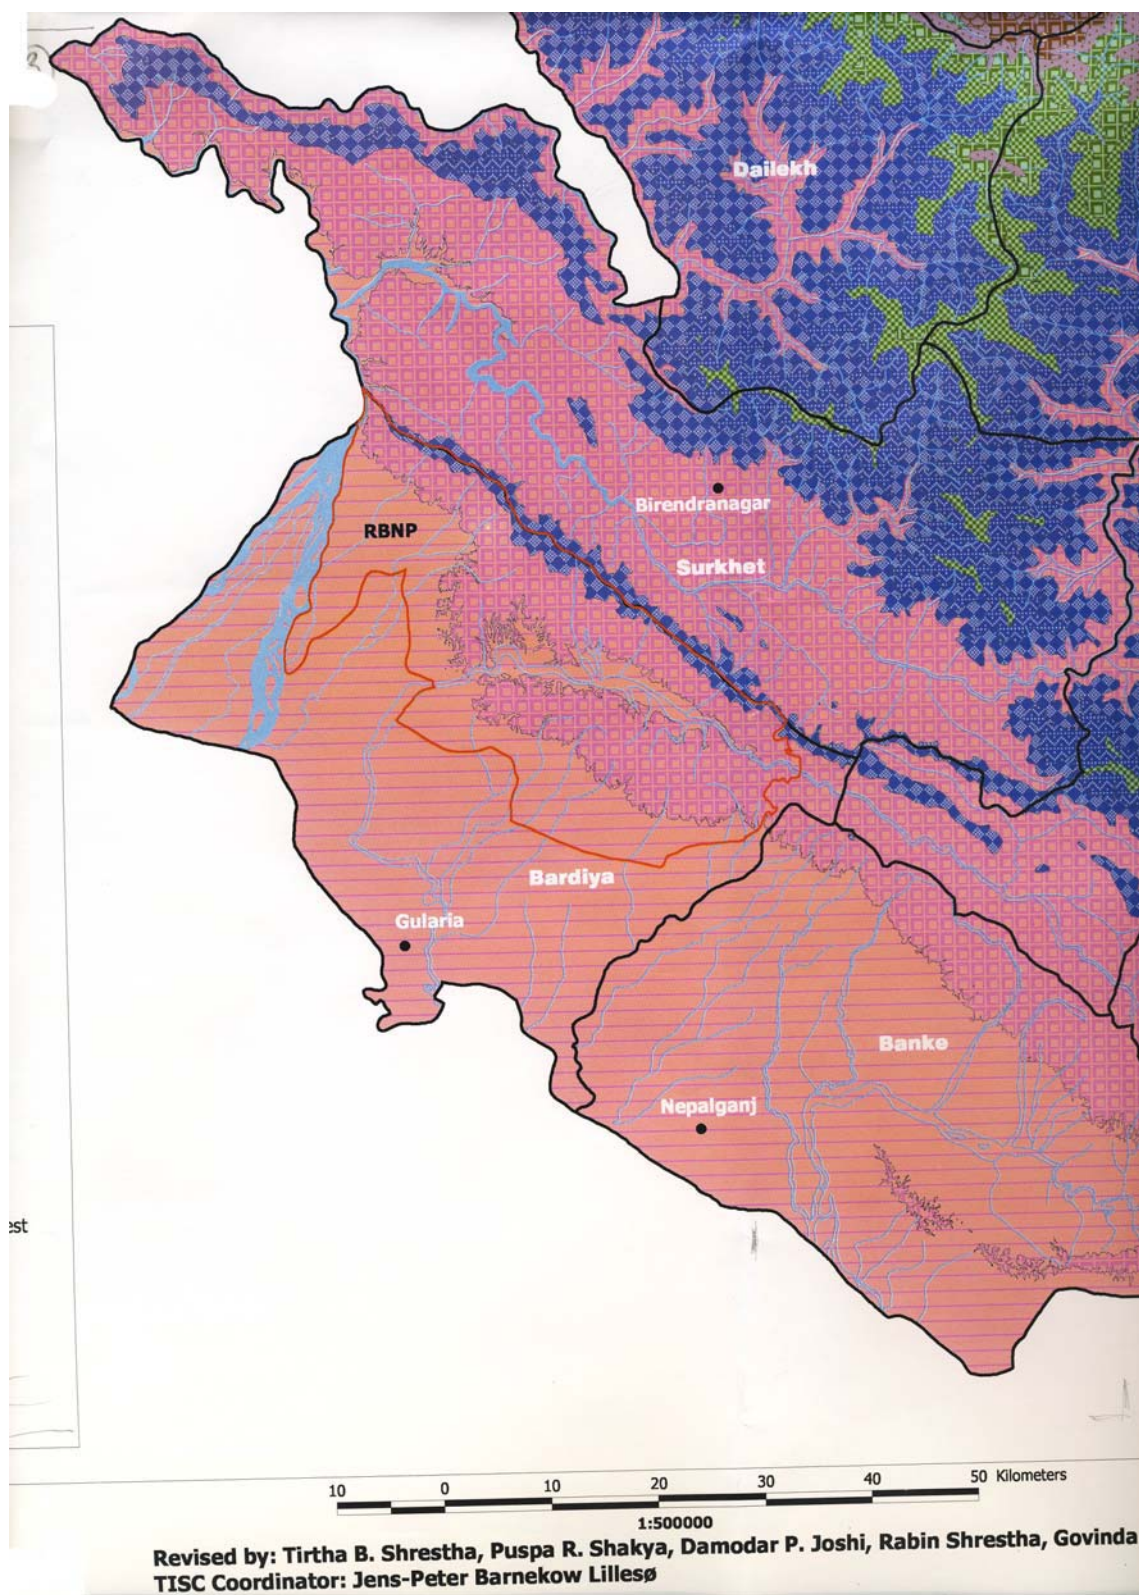 2
Dailekh
Birendranagar
RBNP
Surkhet
Bardiya
Gularia
Banke
Nepalganj
est
10 0 10 20 30 40 50 Kilometers
1:500000
Revised by: Tirtha B. Shrestha, Puspa R. Shakya, Damodar P. Joshi, Rabin Shrestha, Govinda
TISC Coordinator: Jens-Peter Barnekow Lillesø